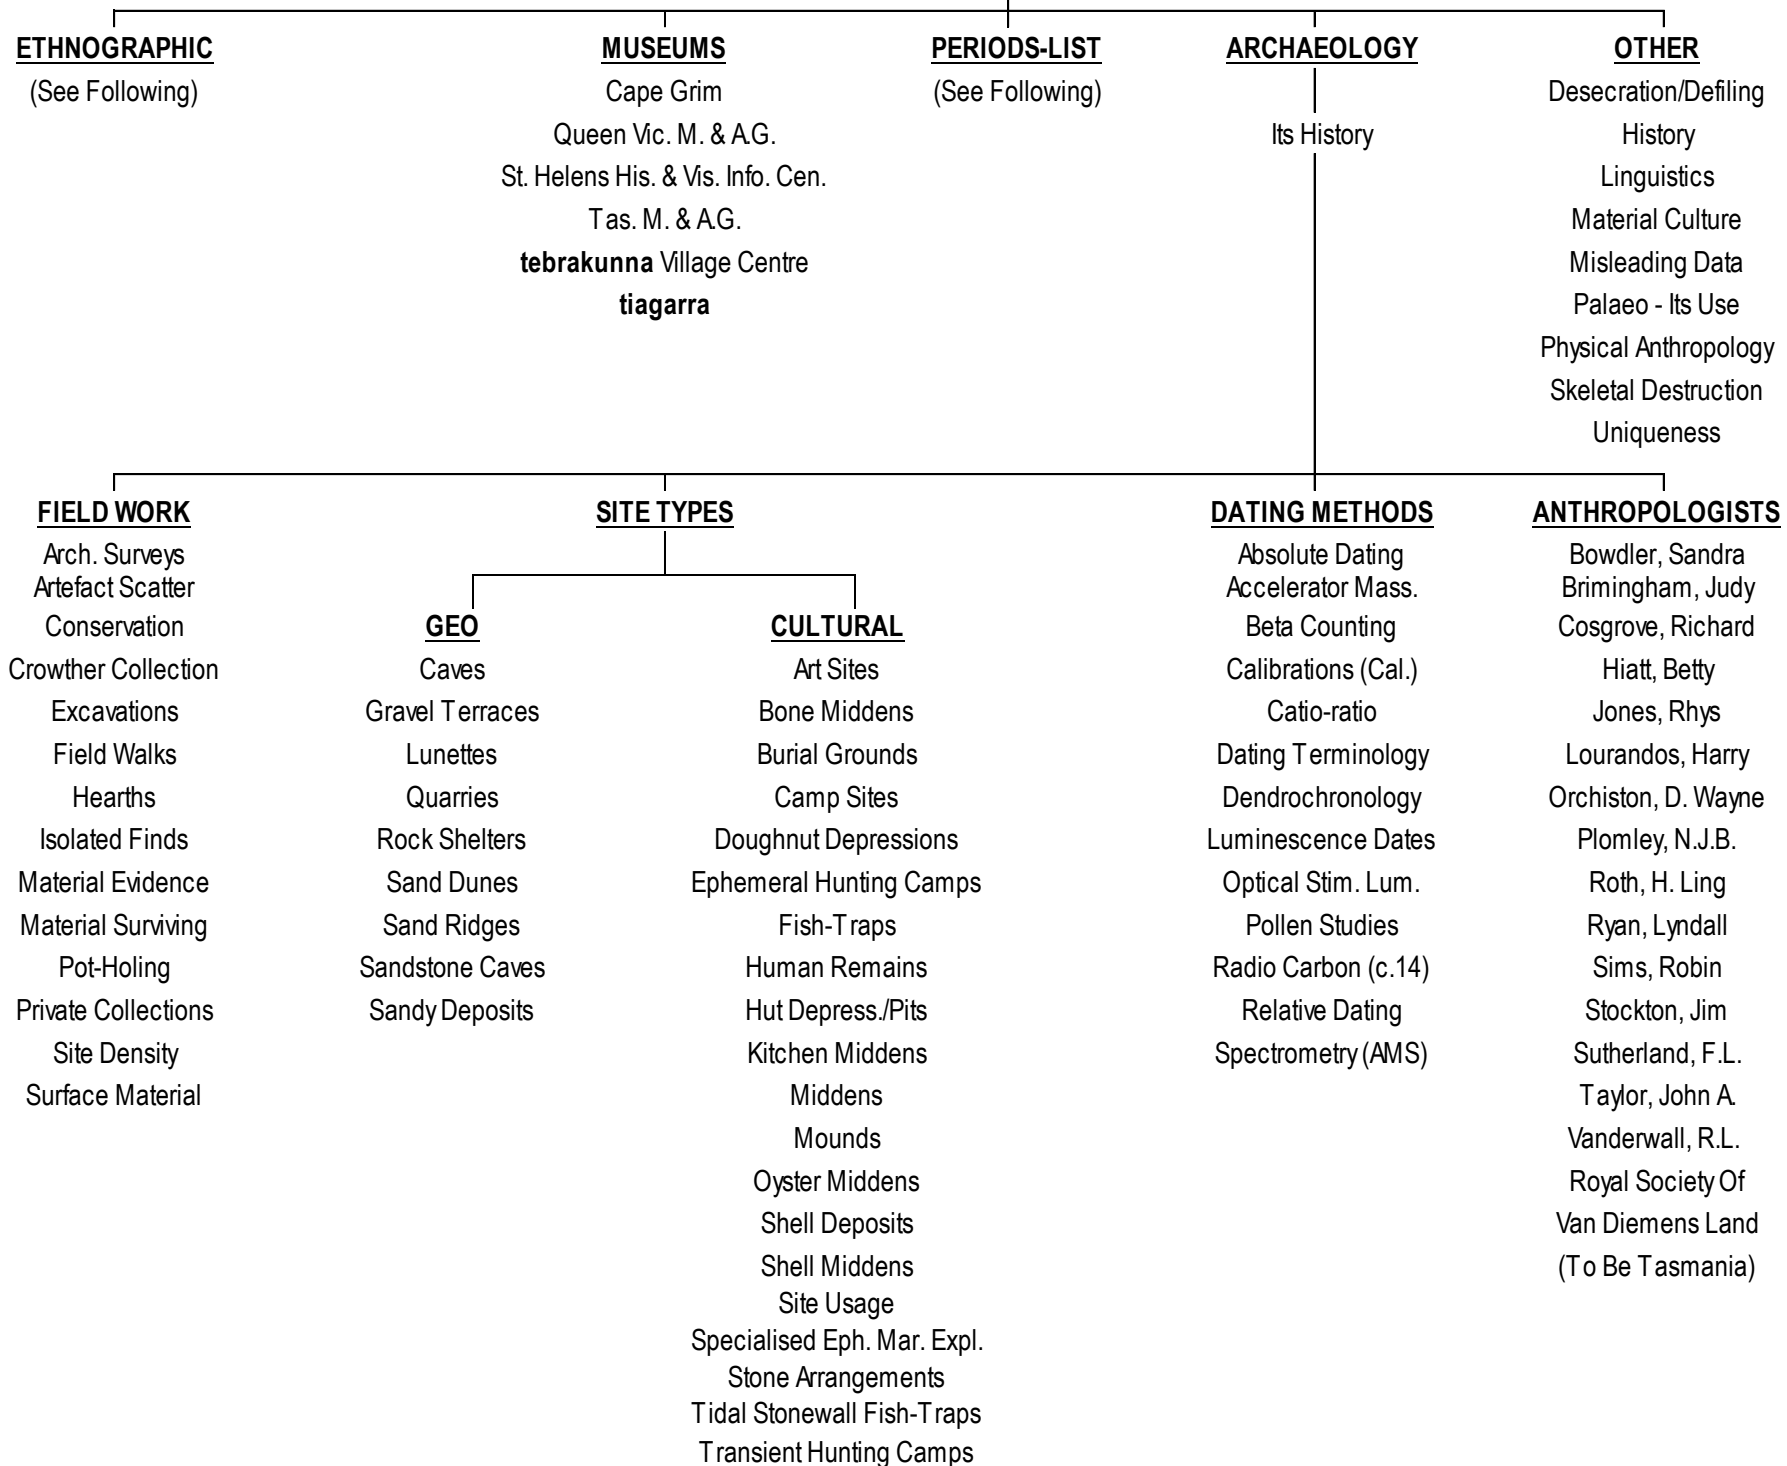 ETHNOGRAPHIC
(See Following)
MUSEUMS
Cape Grim
Queen Vic. M. & A.G.
St. Helens His. & Vis. Info. Cen.
Tas. M. & A.G.
tebrakunna Village Centre
tiagarra
PERIODS-LIST
(See Following)
ARCHAEOLOGY
Its History
OTHER
Desecration/Defiling
History
Linguistics
Material Culture
Misleading Data
Palaeo - Its Use
Physical Anthropology
Skeletal Destruction
Uniqueness
FIELD WORK
Arch. Surveys
Artefact Scatter
Conservation
Crowther Collection
Excavations
Field Walks
Hearths
Isolated Finds
Material Evidence
Material Surviving
Pot-Holing
Private Collections
Site Density
Surface Material
SITE TYPES
GEO
Caves
Gravel Terraces
Lunettes
Quarries
Rock Shelters
Sand Dunes
Sand Ridges
Sandstone Caves
Sandy Deposits
CULTURAL
Art Sites
Bone Middens
Burial Grounds
Camp Sites
Doughnut Depressions
Ephemeral Hunting Camps
Fish-Traps
Human Remains
Hut Depress./Pits
Kitchen Middens
Middens
Mounds
Oyster Middens
Shell Deposits
Shell Middens
Site Usage
Specialised Eph. Mar. Expl.
Stone Arrangements
Tidal Stonewall Fish-Traps
Transient Hunting Camps
DATING METHODS
Absolute Dating
Accelerator Mass.
Beta Counting
Calibrations (Cal.)
Catio-ratio
Dating Terminology
Dendrochronology
Luminescence Dates
Optical Stim. Lum.
Pollen Studies
Radio Carbon (c.14)
Relative Dating
Spectrometry (AMS)
ANTHROPOLOGISTS
Bowdler, Sandra
Brimingham, Judy
Cosgrove, Richard
Hiatt, Betty
Jones, Rhys
Lourandos, Harry
Orchiston, D. Wayne
Plomley, N.J.B.
Roth, H. Ling
Ryan, Lyndall
Sims, Robin
Stockton, Jim
Sutherland, F.L.
Taylor, John A.
Vanderwall, R.L.
Royal Society Of
Van Diemens Land
(To Be Tasmania)